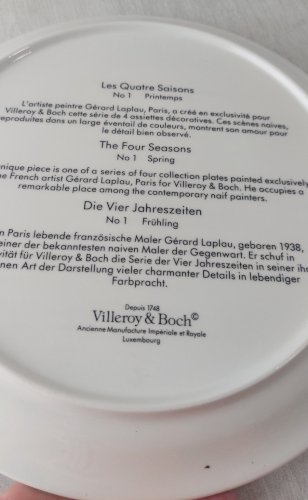 Les Quatre Saisons
No 1 Printemps
L'artiste peintre Gérard Laplau, Paris, a créé en exclusivité pour
Villeroy & Boch cette série de 4 assiettes décoratives. Ces scènes naïves,
reproduites dans un large éventail de couleurs, montrent son amour pour
le détail bien observé.
The Four Seasons
No 1 Spring
nique piece is one of a series of four collection plates painted exclusively
he French artist Gérard Laplau, Paris for Villeroy & Boch. He occupies a
remarkable place among the contemporary naif painters.
Die Vier Jahreszeiten
No 1 Frühling
n Paris lebende französische Maler Gérard Laplau, geboren 1938,
einer der bekanntesten naiven Maler der Gegenwart. Er schuf in
ivität für Villeroy & Boch die Serie der Vier Jahreszeiten in seiner ih
nen Art der Darstellung vieler charmanter Details in lebendiger
Farbpracht.
Depuis 1748
Villeroy & Boch©
Ancienne Manufacture Impériale et Royale
Luxembourg